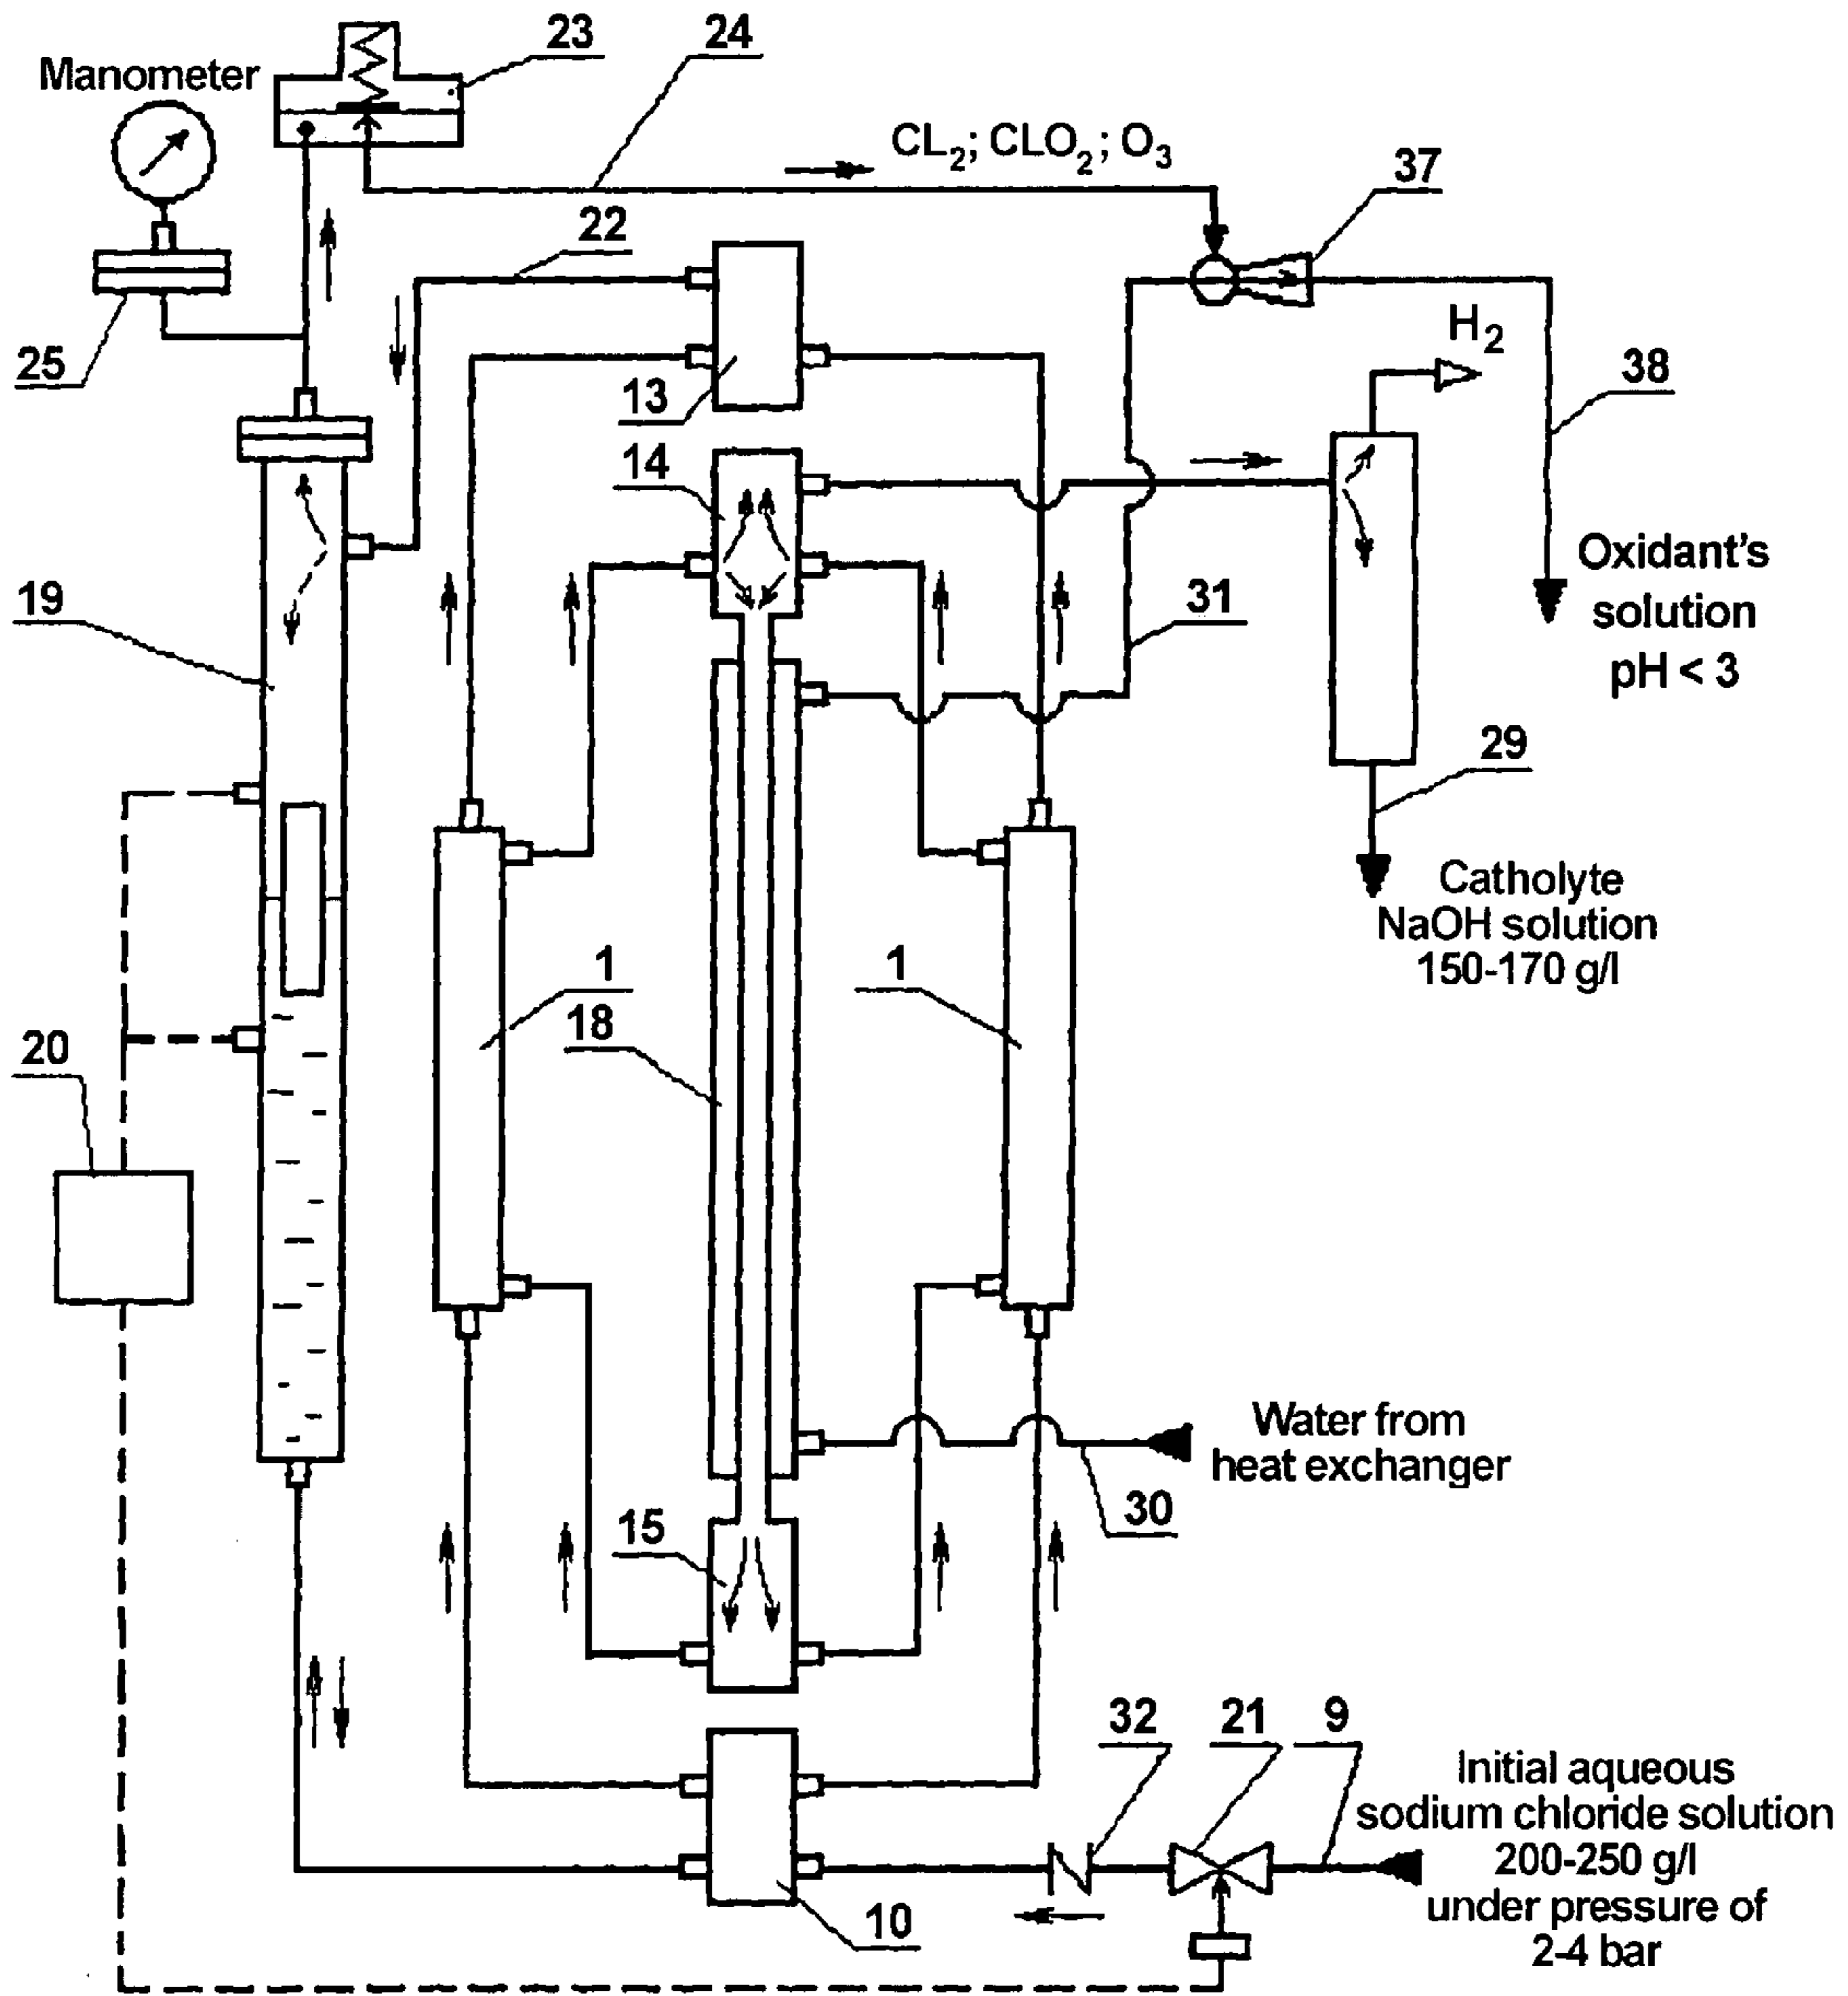 23
24
Manometer
CL2; CLO2; O3
37
22
H2
25
13
38
14
19
31
Oxidant's
solution
pH < 3
29
Catholyte
NaOH solution
150-170 g/l
1
1
18
20
Water from
heat exchanger
30
15
32
21
9
Initial aqueous
sodium chloride solution
200-250 g/l
under pressure of
2-4 bar
10